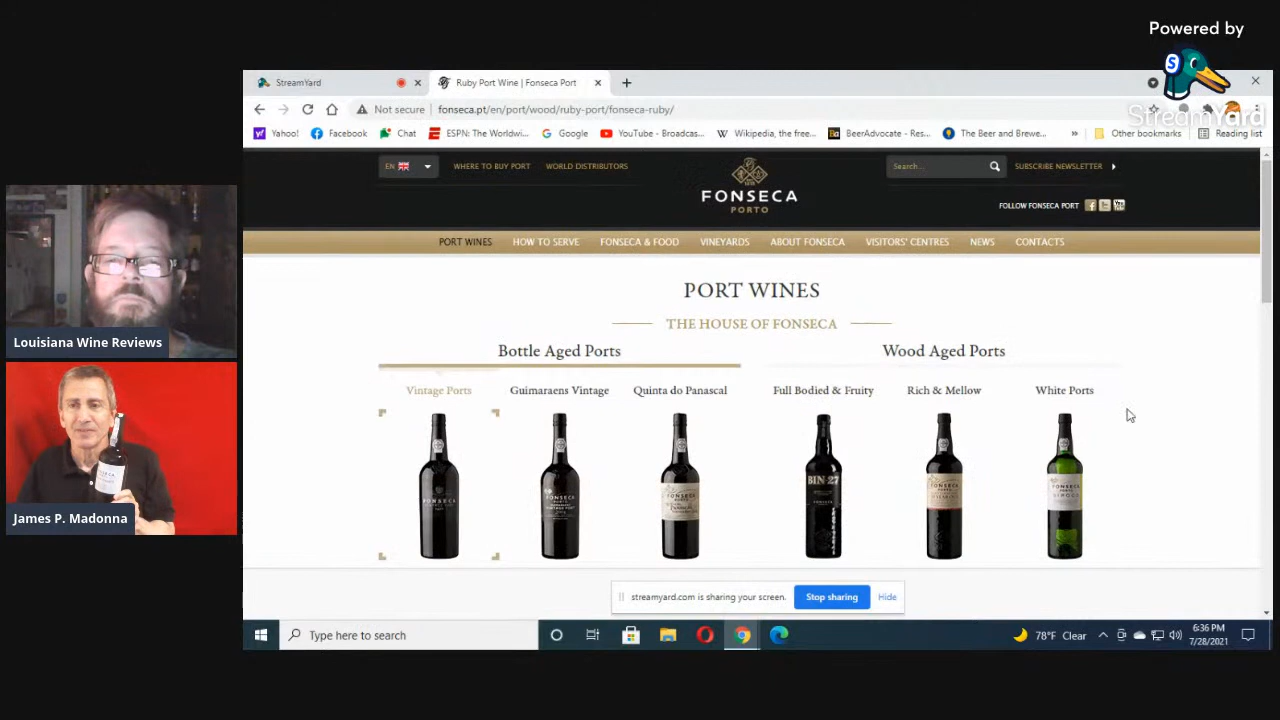 Powered by
StreamYard
StreamYard
Ruby Port Wine | Fonseca Port
Not secure
fonseca.pt/en/port/wood/ruby-port/fonseca-ruby/
Yahoo!
Facebook
Chat
ESPN: The Worldwi...
Google
YouTube - Broadcas...
Wikipedia, the free...
BeerAdvocate - Res...
The Beer and Brewe...
»
Other bookmarks
Reading list
EN
WHERE TO BUY PORT
WORLD DISTRIBUTORS
FONSECA
PORTO
Search...
SUBSCRIBE NEWSLETTER
FOLLOW FONSECA PORT
PORT WINES
HOW TO SERVE
FONSECA & FOOD
VINEYARDS
ABOUT FONSECA
VISITORS' CENTRES
NEWS
CONTACTS
PORT WINES
THE HOUSE OF FONSECA
Bottle Aged Ports
Wood Aged Ports
Vintage Ports
Guimaraens Vintage
Quinta do Panascal
Full Bodied & Fruity
Rich & Mellow
White Ports
FONSECA
FONSECA
FONSECA
BIN-27
FONSECA
Louisiana Wine Reviews
James P. Madonna
streamyard.com is sharing your screen.
Stop sharing
Hide
Type here to search
78°F Clear
6:36 PM
7/28/2021